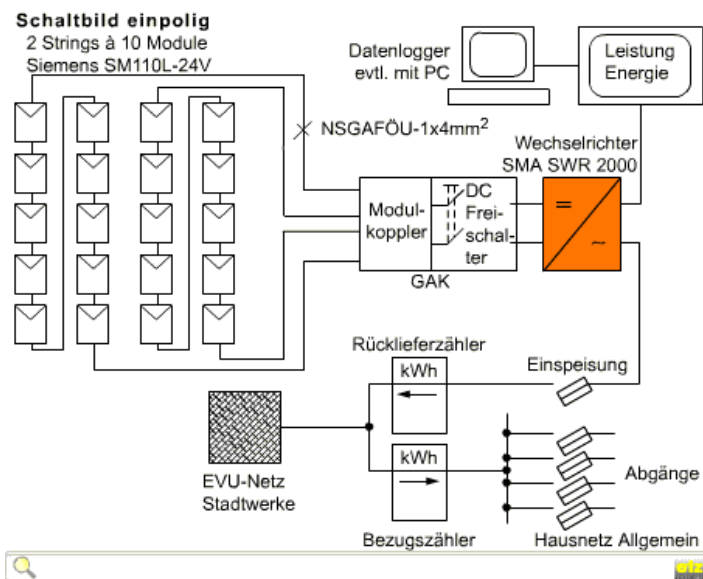 Schaltbild einpolig
2 Strings à 10 Module
Siemens SM110L-24V
Datenlogger
evtl. mit PC
Leistung
Energie
NSGAFÖU-1x4mm²
Wechselrichter
SMA SWR 2000
Modul-
koppler
DC
Frei-
schal-
ter
GAK
=
~
Rücklieferzähler
kWh
Einspeisung
EVU-Netz
Stadtwerke
kWh
Abgänge
Bezugszähler
Hausnetz Allgemein
etz